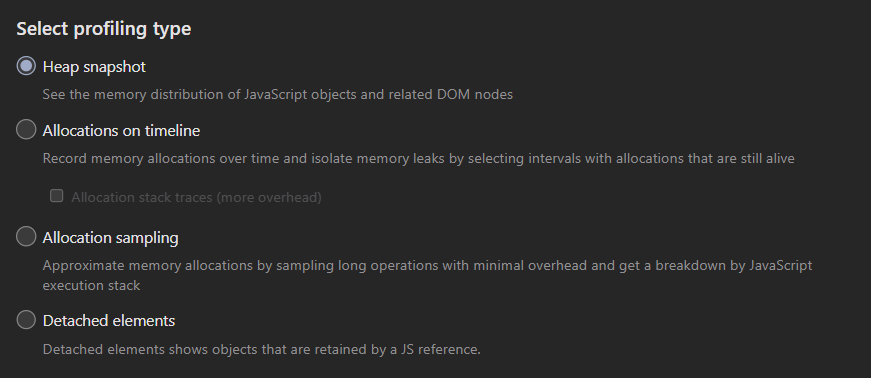 Select profiling type
Heap snapshot
See the memory distribution of JavaScript objects and related DOM nodes
Allocations on timeline
Record memory allocations over time and isolate memory leaks by selecting intervals with allocations that are still alive
Allocation stack traces (more overhead)
Allocation sampling
Approximate memory allocations by sampling long operations with minimal overhead and get a breakdown by JavaScript
execution stack
Detached elements
Detached elements shows objects that are retained by a JS reference.